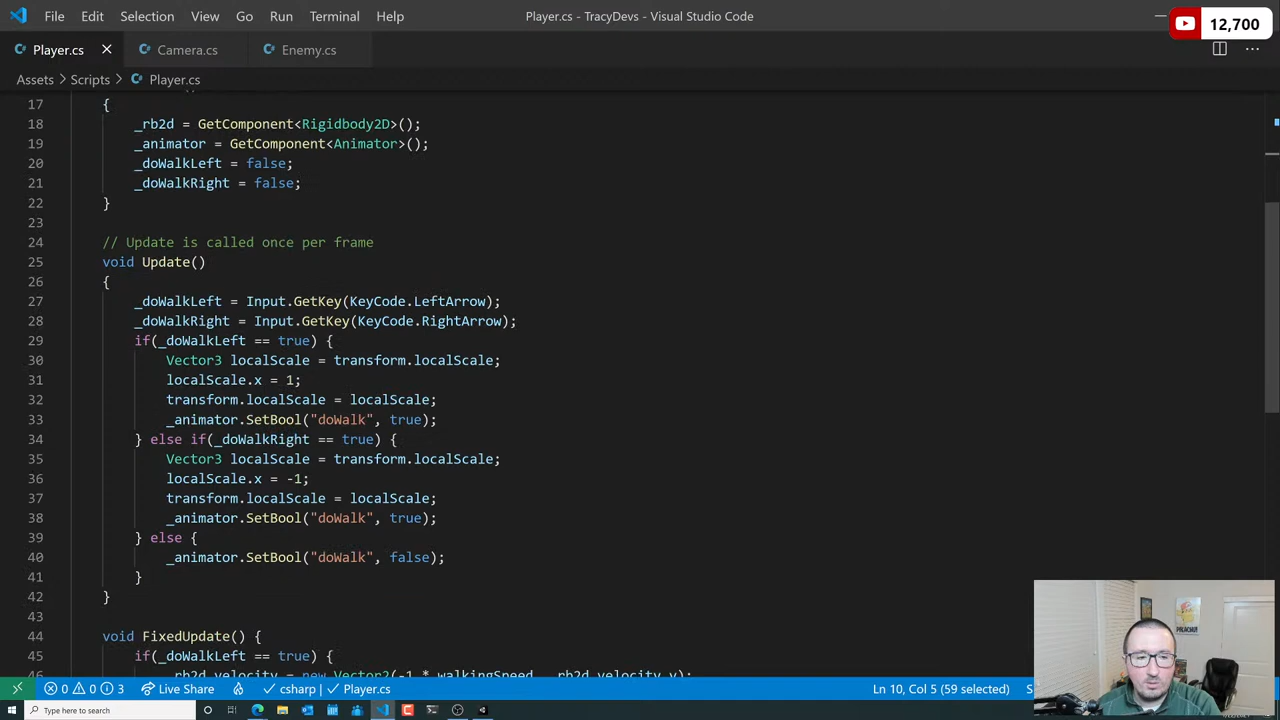 File Edit Selection View Go Run Terminal Help
Player.cs - TracyDevs - Visual Studio Code
12,700
Player.cs
Camera.cs
Enemy.cs
Assets > Scripts > Player.cs
17 {
18 _rb2d = GetComponent<Rigidbody2D>();
19 _animator = GetComponent<Animator>();
20 _doWalkLeft = false;
21 _doWalkRight = false;
22 }
23
24 // Update is called once per frame
25 void Update()
26 {
27 _doWalkLeft = Input.GetKey(KeyCode.LeftArrow);
28 _doWalkRight = Input.GetKey(KeyCode.RightArrow);
29 if(_doWalkLeft == true) {
30 Vector3 localScale = transform.localScale;
31 localScale.x = 1;
32 transform.localScale = localScale;
33 _animator.SetBool("doWalk", true);
34 } else if(_doWalkRight == true) {
35 Vector3 localScale = transform.localScale;
36 localScale.x = -1;
37 transform.localScale = localScale;
38 _animator.SetBool("doWalk", true);
39 } else {
40 _animator.SetBool("doWalk", false);
41 }
42 }
43
44 void FixedUpdate() {
45 if(_doWalkLeft == true) {
46 _rb2d.velocity = new Vector2(-1 * walkingSpeed, _rb2d.velocity.y);
0 0 3 Live Share csharp | Player.cs
Ln 10, Col 5 (59 selected)
Type here to search